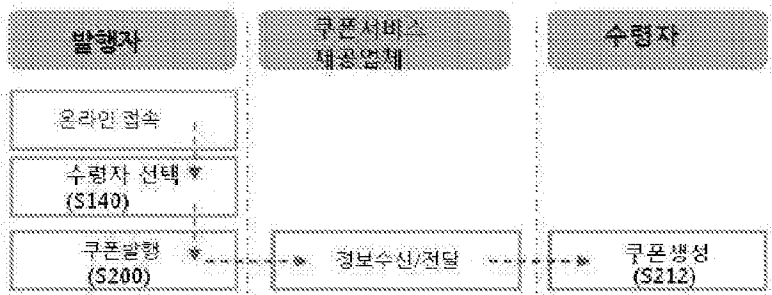 발행자
쿠폰서비스
제공업체
수령자
온라인 접속
수령자 선택
(S140)
쿠폰발행
(S200)
정보수신/전달
쿠폰생성
(S212)